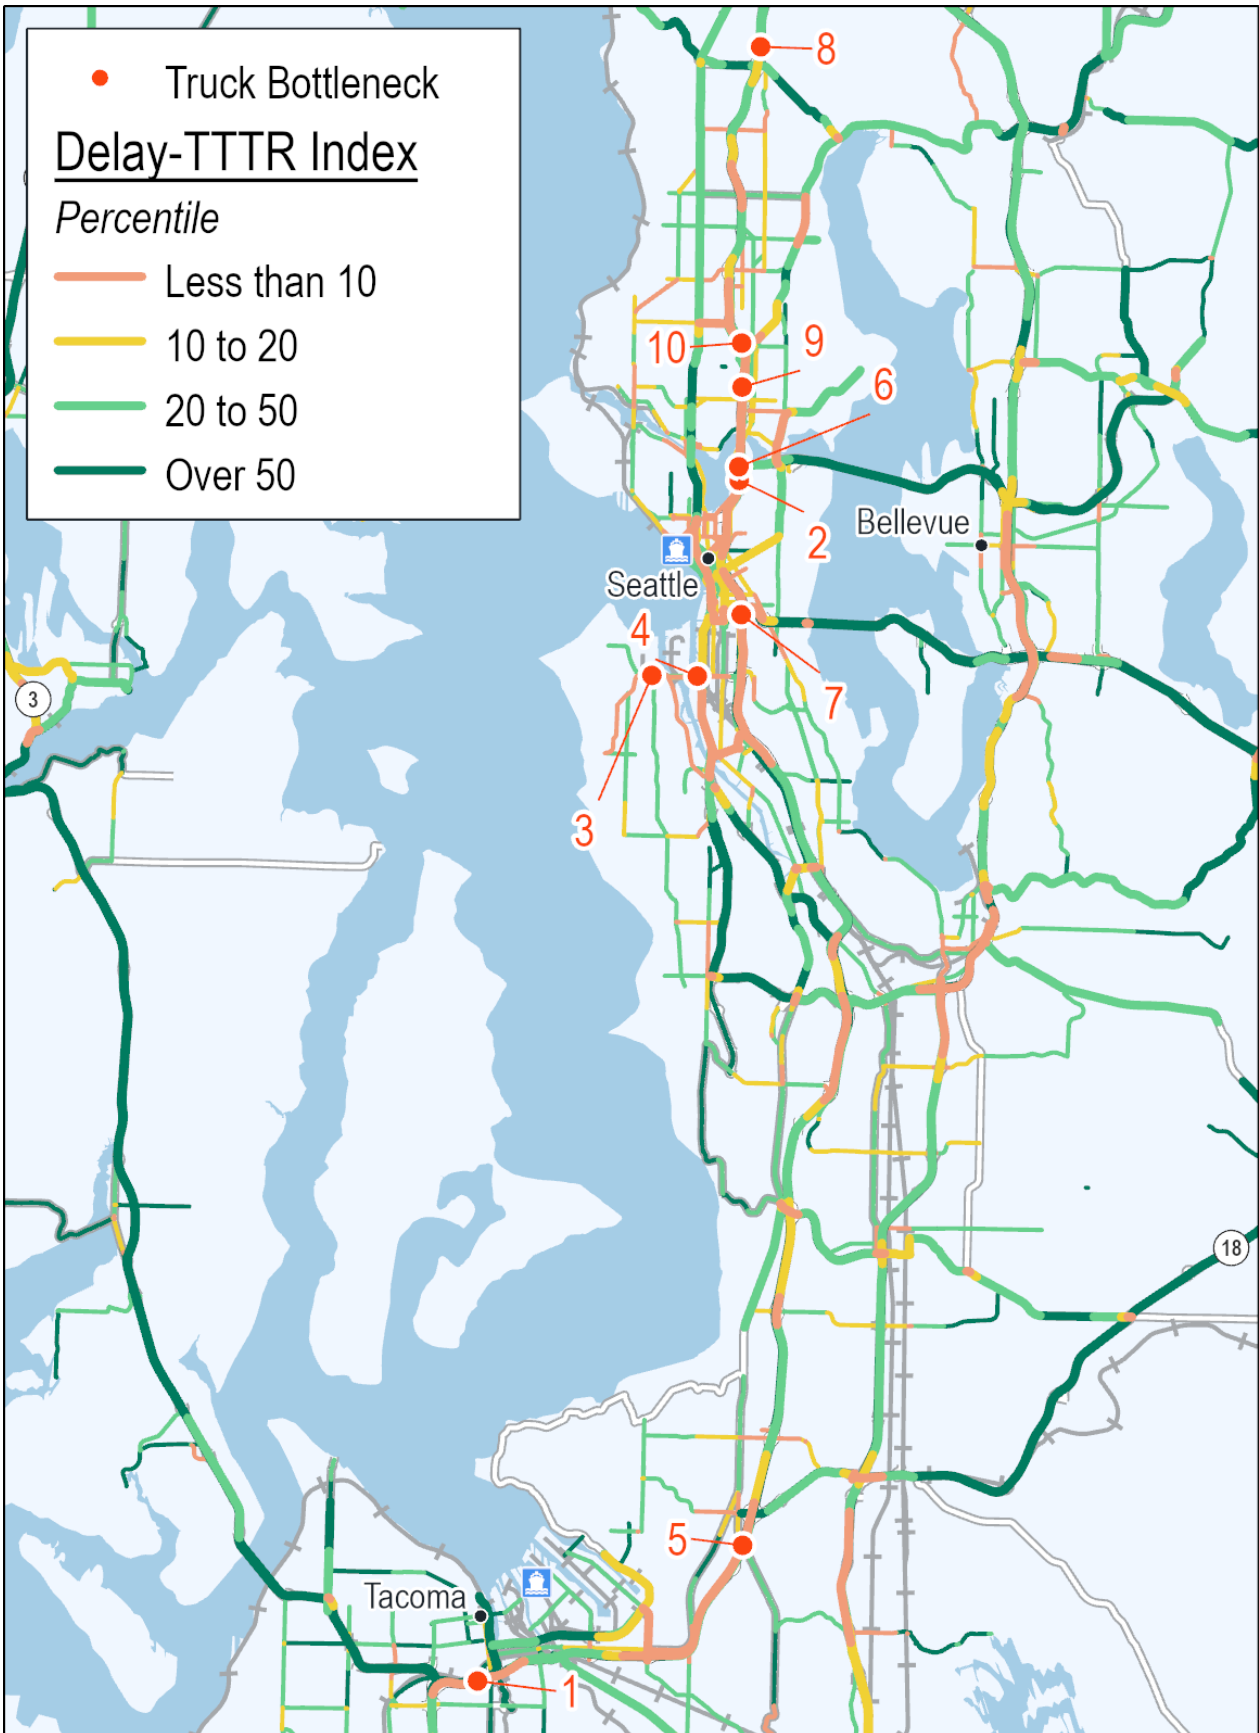 Truck Bottleneck
Delay-TTTR Index
Percentile
Less than 10
10 to 20
20 to 50
Over 50
8
10
9
6
2
Bellevue
Seattle
4
7
3
3
18
5
Tacoma
1